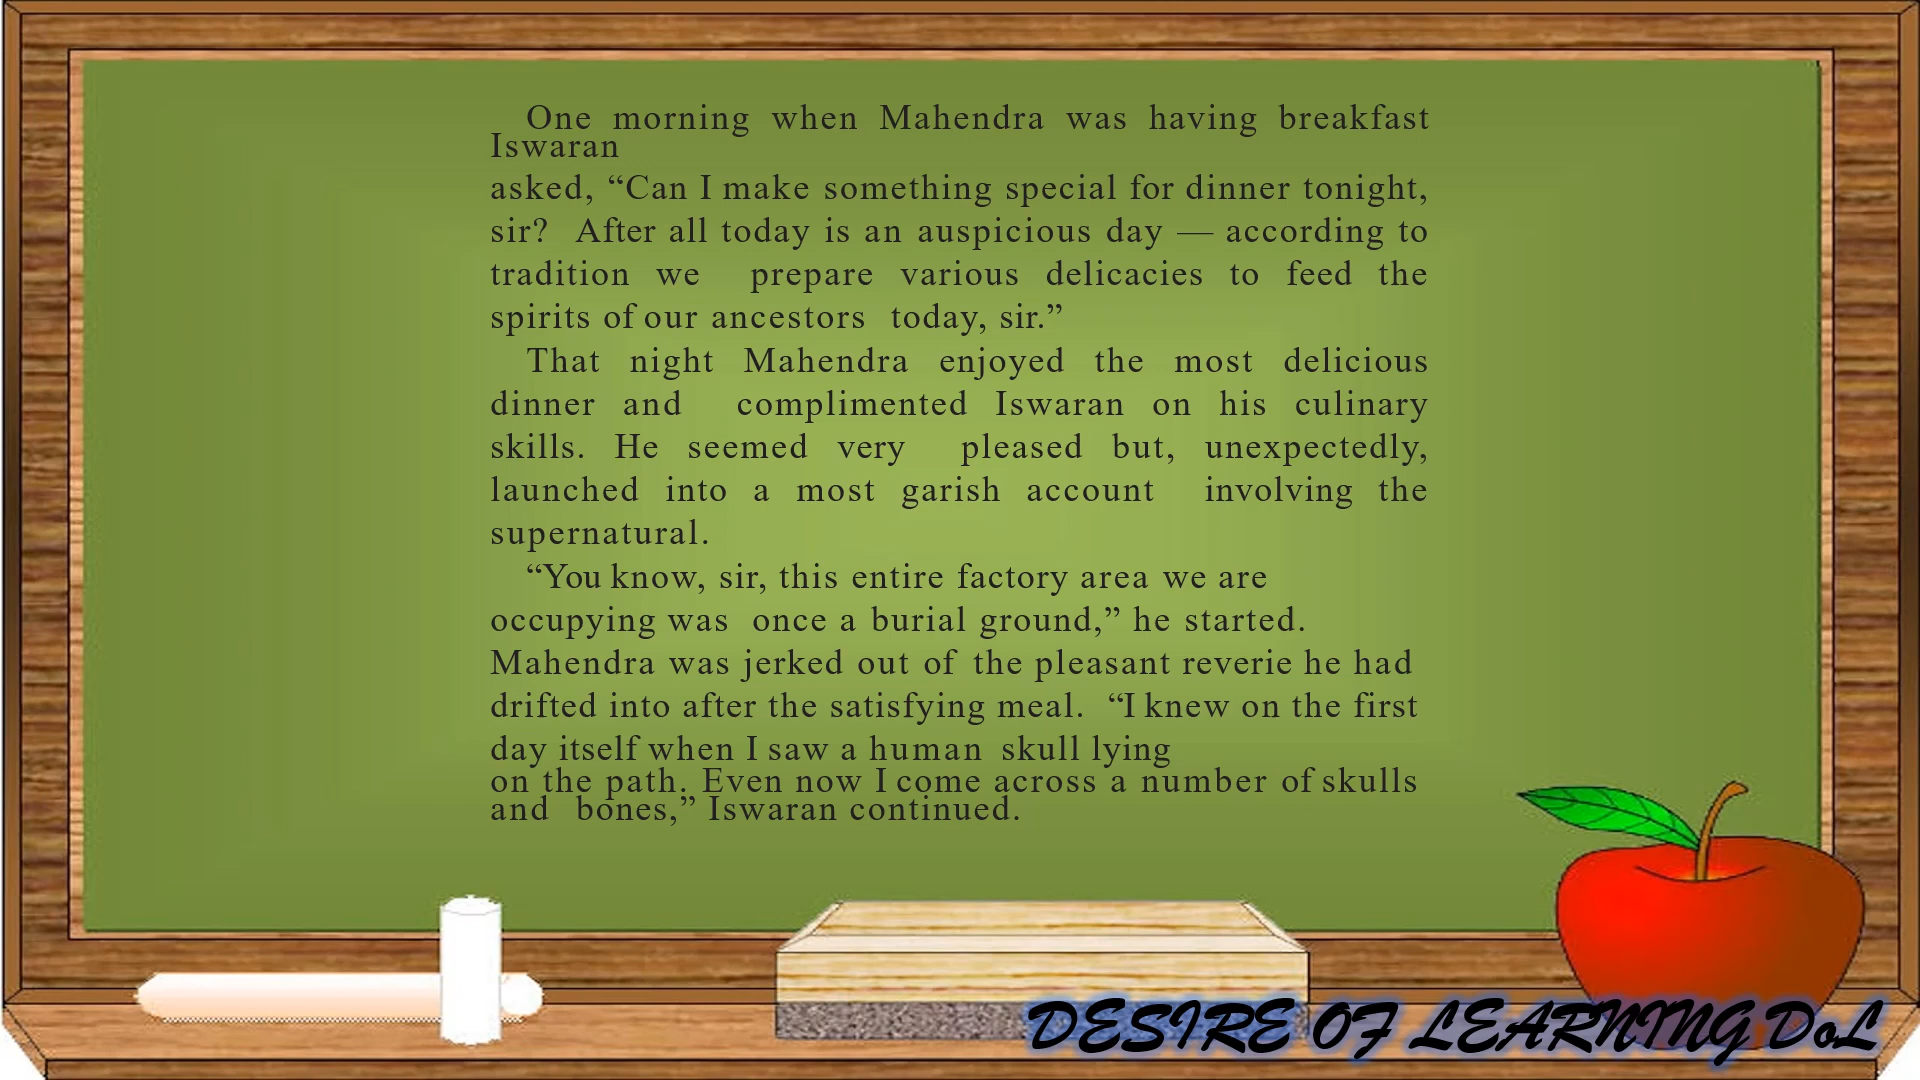 One morning when Mahendra was having breakfast
Iswaran
asked, “Can I make something special for dinner tonight,
sir? After all today is an auspicious day — according to
tradition we prepare various delicacies to feed the
spirits of our ancestors today, sir.”
That night Mahendra enjoyed the most delicious
dinner and complimented Iswaran on his culinary
skills. He seemed very pleased but, unexpectedly,
launched into a most garish account involving the
supernatural.
“You know, sir, this entire factory area we are
occupying was once a burial ground,” he started.
Mahendra was jerked out of the pleasant reverie he had
drifted into after the satisfying meal. “I knew on the first
day itself when I saw a human skull lying
on the path. Even now I come across a number of skulls
and bones,” Iswaran continued.
DESIRE OF LEARNING DoL